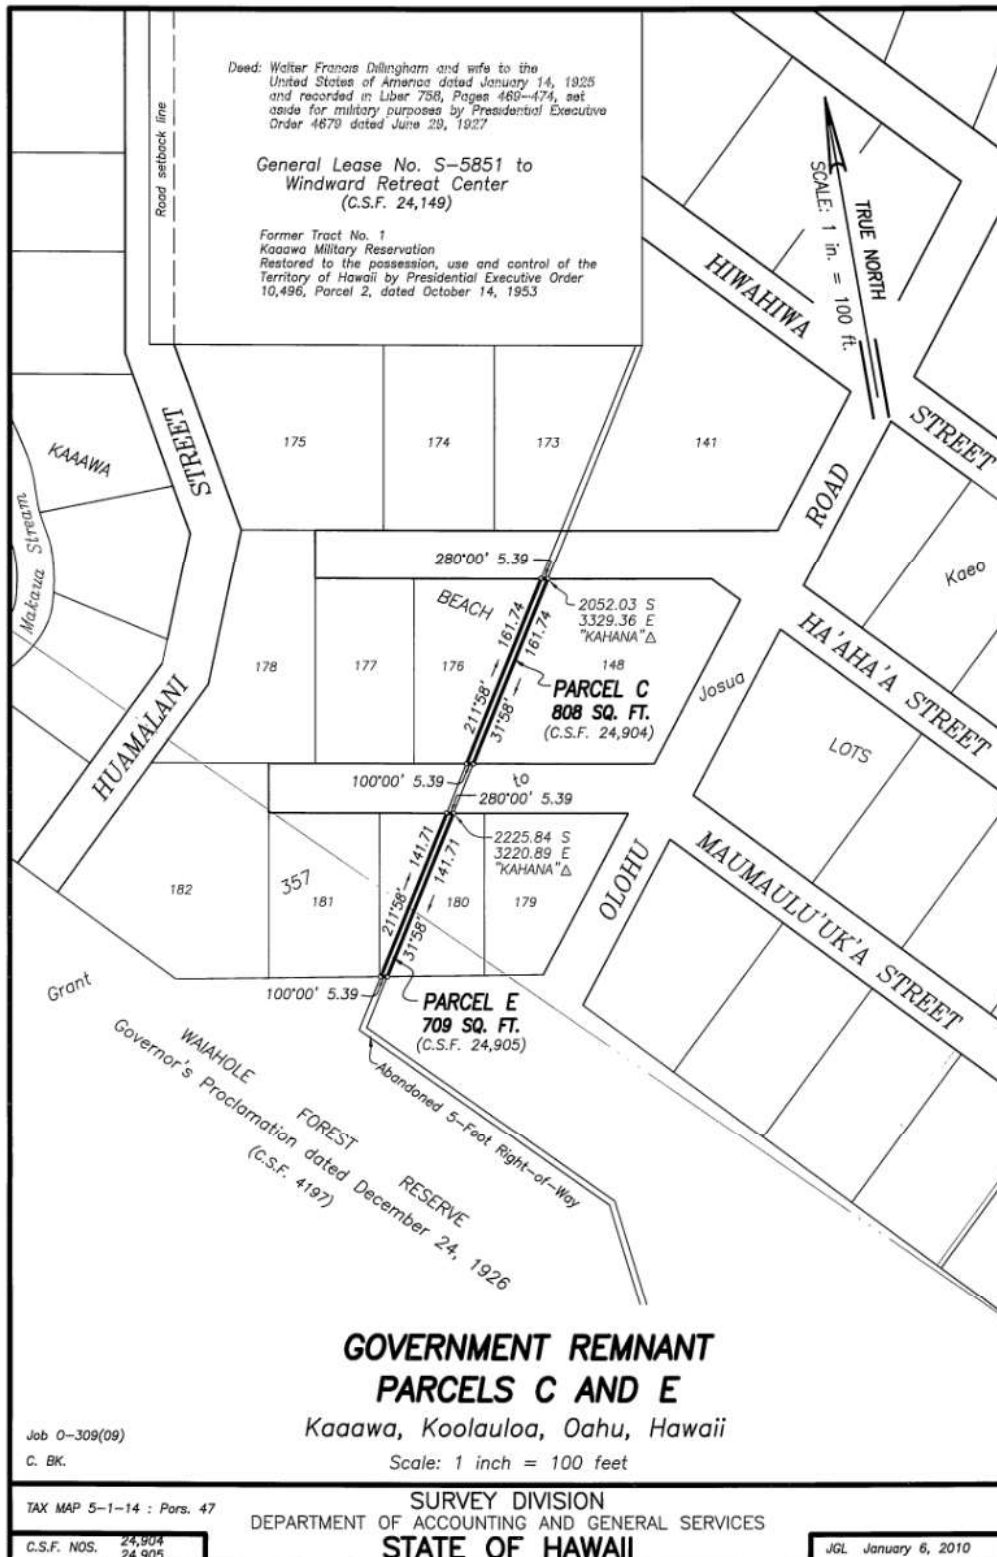 Deed: Walter Francis Dillingham and wife to the
United States of America dated January 14, 1925
and recorded in Liber 758, Pages 469-474, set
aside for military purposes by Presidential Executive
Order 4679 dated June 29, 1927
Road setback line
General Lease No. S-5851 to
Windward Retreat Center
(C.S.F. 24,149)
Former Tract No. 1
Kaaawa Military Reservation
Restored to the possession, use and control of the
Territory of Hawaii by Presidential Executive Order
10,496, Parcel 2, dated October 14, 1953
TRUE NORTH
SCALE: 1 in. = 100 ft.
HIWAHIWA
STREET
KAAAWA
STREET
175
174
173
141
ROAD
Makaua Stream
280°00' 5.39
Kaeo
BEACH
161.74
161.74
2052.03 S
3329.36 E
"KAHANA"△
HA'AHA'A STREET
178
177
176
148
211°58'
31°58'
PARCEL C
808 SQ. FT.
(C.S.F. 24,904)
Josua
HUAMALANI
LOTS
100°00' 5.39
to
280°00' 5.39
2225.84 S
3220.89 E
"KAHANA"△
141.71
141.71
OLOHU
MAUMAULU'UK'A STREET
182
357
181
180
179
211°58'
31°58'
Grant
100°00' 5.39
PARCEL E
709 SQ. FT.
(C.S.F. 24,905)
WAIAHOLE FOREST RESERVE
Governor's Proclamation dated December 24, 1926
(C.S.F. 4197)
Abandoned 5-Foot Right-of-Way
GOVERNMENT REMNANT
PARCELS C AND E
Kaaawa, Koolauloa, Oahu, Hawaii
Job O-309(09)
C. BK.
Scale: 1 inch = 100 feet
TAX MAP 5-1-14 : Pors. 47
SURVEY DIVISION
DEPARTMENT OF ACCOUNTING AND GENERAL SERVICES
STATE OF HAWAII
C.S.F. NOS. 24,904
24,905
JGL January 6, 2010